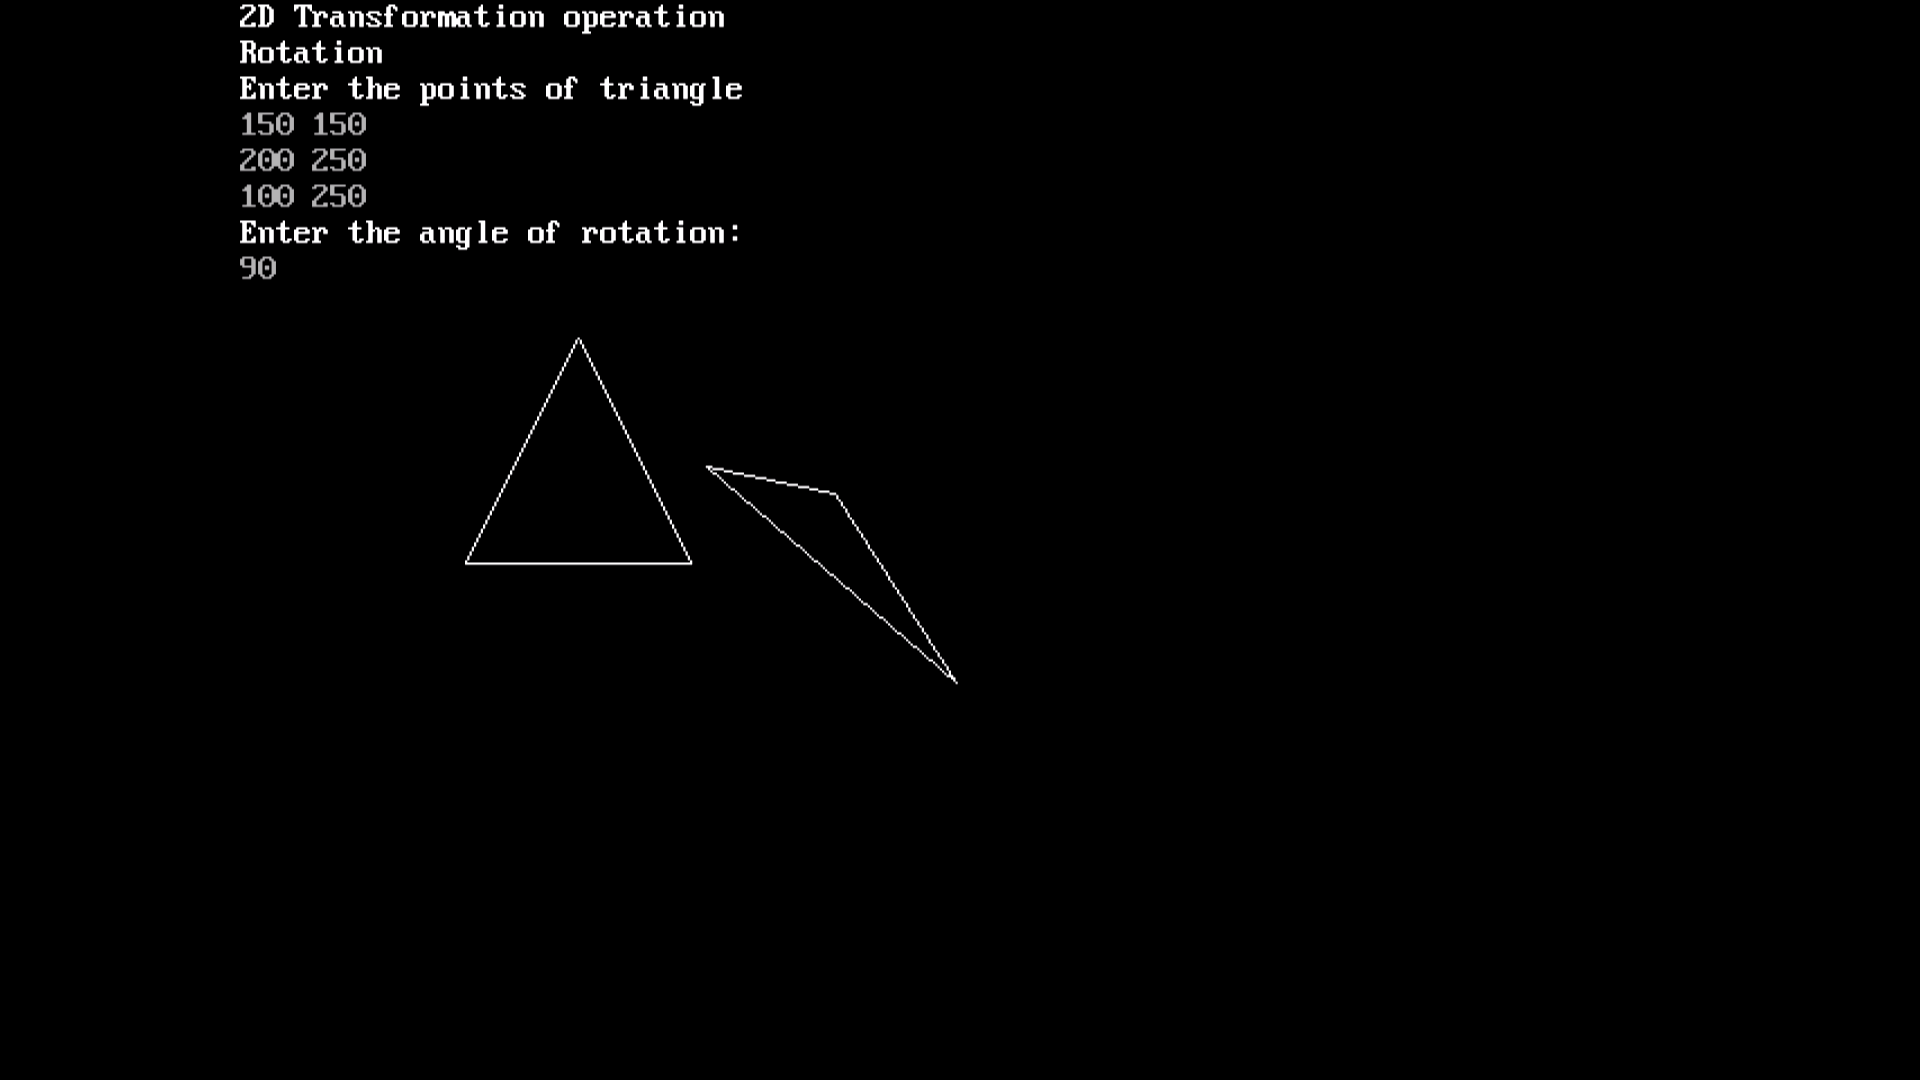 2D Transformation operation
Rotation
Enter the points of triangle
150 150
200 250
100 250
Enter the angle of rotation:
90